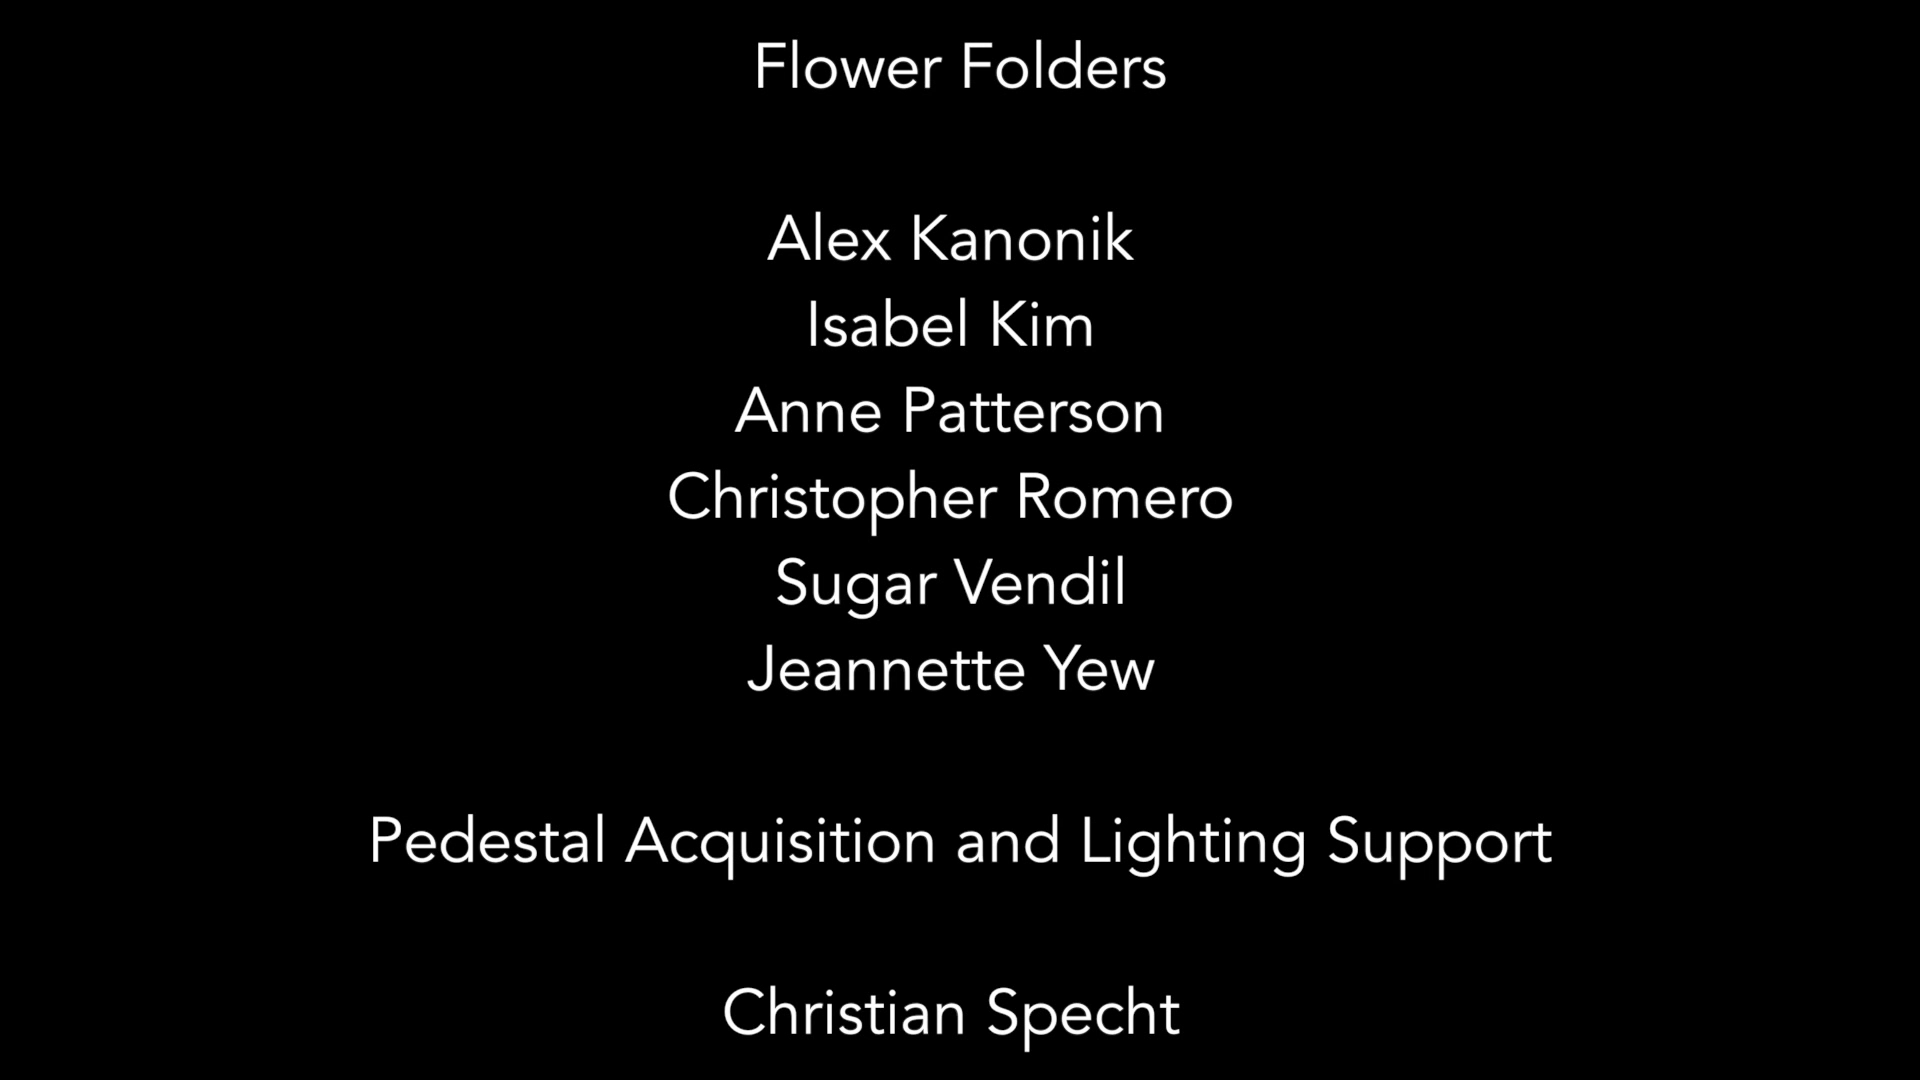 Flower Folders
Alex Kanonik
Isabel Kim
Anne Patterson
Christopher Romero
Sugar Vendil
Jeannette Yew
Pedestal Acquisition and Lighting Support
Christian Specht